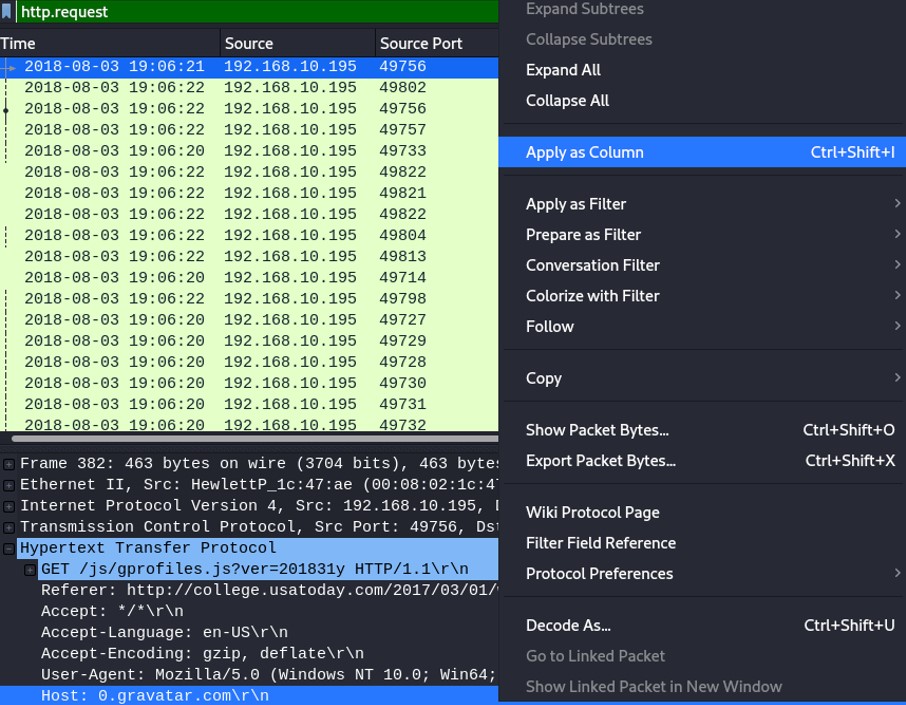 http.request
Time Source Source Port
2018-08-03 19:06:21 192.168.10.195 49756
2018-08-03 19:06:22 192.168.10.195 49802
2018-08-03 19:06:22 192.168.10.195 49756
2018-08-03 19:06:22 192.168.10.195 49757
2018-08-03 19:06:20 192.168.10.195 49733
2018-08-03 19:06:22 192.168.10.195 49822
2018-08-03 19:06:22 192.168.10.195 49821
2018-08-03 19:06:22 192.168.10.195 49822
2018-08-03 19:06:22 192.168.10.195 49804
2018-08-03 19:06:22 192.168.10.195 49813
2018-08-03 19:06:20 192.168.10.195 49714
2018-08-03 19:06:22 192.168.10.195 49798
2018-08-03 19:06:20 192.168.10.195 49727
2018-08-03 19:06:20 192.168.10.195 49729
2018-08-03 19:06:20 192.168.10.195 49728
2018-08-03 19:06:20 192.168.10.195 49730
2018-08-03 19:06:20 192.168.10.195 49731
2018-08-03 19:06:20 192.168.10.195 49732
Frame 382: 463 bytes on wire (3704 bits), 463 bytes
Ethernet II, Src: HewlettP_1c:47:ae (00:08:02:1c:47
Internet Protocol Version 4, Src: 192.168.10.195,
Transmission Control Protocol, Src Port: 49756, Dst
Hypertext Transfer Protocol
GET /js/gprofiles.js?ver=201831y HTTP/1.1\r\n
Referer: http://college.usatoday.com/2017/03/01/
Accept: */*\r\n
Accept-Language: en-US\r\n
Accept-Encoding: gzip, deflate\r\n
User-Agent: Mozilla/5.0 (Windows NT 10.0; Win64;
Host: 0.gravatar.com\r\n
Expand Subtrees
Collapse Subtrees
Expand All
Collapse All
Apply as Column Ctrl+Shift+I
Apply as Filter
Prepare as Filter
Conversation Filter
Colorize with Filter
Follow
Copy
Show Packet Bytes... Ctrl+Shift+O
Export Packet Bytes... Ctrl+Shift+X
Wiki Protocol Page
Filter Field Reference
Protocol Preferences
Decode As... Ctrl+Shift+U
Go to Linked Packet
Show Linked Packet in New Window